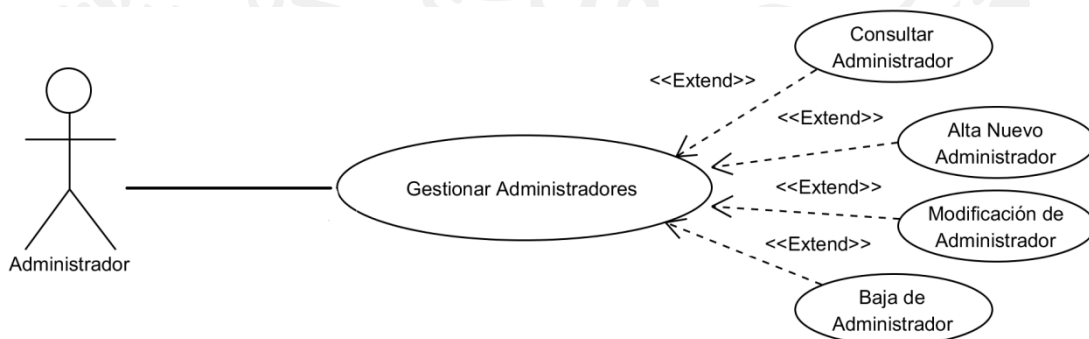 Consultar
Administrador
<<Extend>>
<<Extend>>
Alta Nuevo
Administrador
Gestionar Administradores
<<Extend>>
Modificación de
Administrador
<<Extend>>
Administrador
Baja de
Administrador